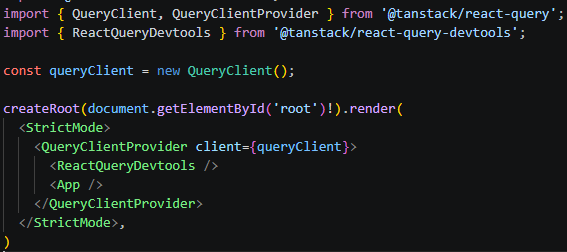 import { QueryClient, QueryClientProvider } from '@tanstack/react-query';
import { ReactQueryDevtools } from '@tanstack/react-query-devtools';

const queryClient = new QueryClient();

createRoot(document.getElementById('root')!).render(
  <StrictMode>
    <QueryClientProvider client={queryClient}>
      <ReactQueryDevtools />
      <App />
    </QueryClientProvider>
  </StrictMode>,
)